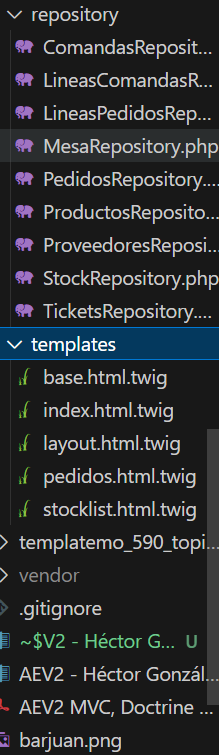 repository
ComandasReposit...
LineasComandasR...
LineasPedidosRep...
MesaRepository.php
PedidosRepository....
ProductosReposito...
ProveedoresReposi...
StockRepository.php
TicketsRepository....
templates
base.html.twig
index.html.twig
layout.html.twig
pedidos.html.twig
stocklist.html.twig
templatemo_590_topi...
vendor
.gitignore
~$V2 - Héctor G... U
AEV2 - Héctor Gonzál...
AEV2 MVC, Doctrine ...
barjuan.png